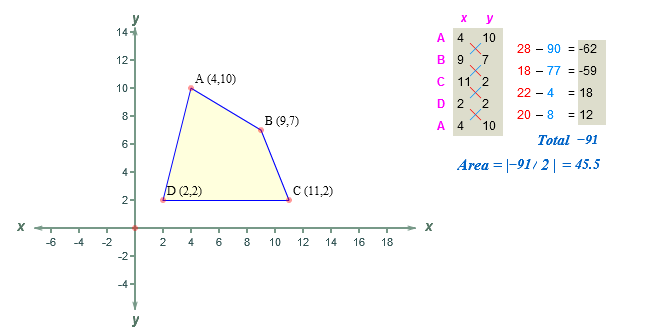 y
14
12
10
8
6
4
2
-2
-4
y
x
-6 -4 -2 2 4 6 8 10 12 14 16 18
x
A (4,10)
B (9,7)
C (11,2)
D (2,2)
x y
A 4 10
B 9 7
C 11 2
D 2 2
A 4 10
28 – 90 = -62
18 – 77 = -59
22 – 4 = 18
20 – 8 = 12
Total −91
Area = |−91/ 2 | = 45.5